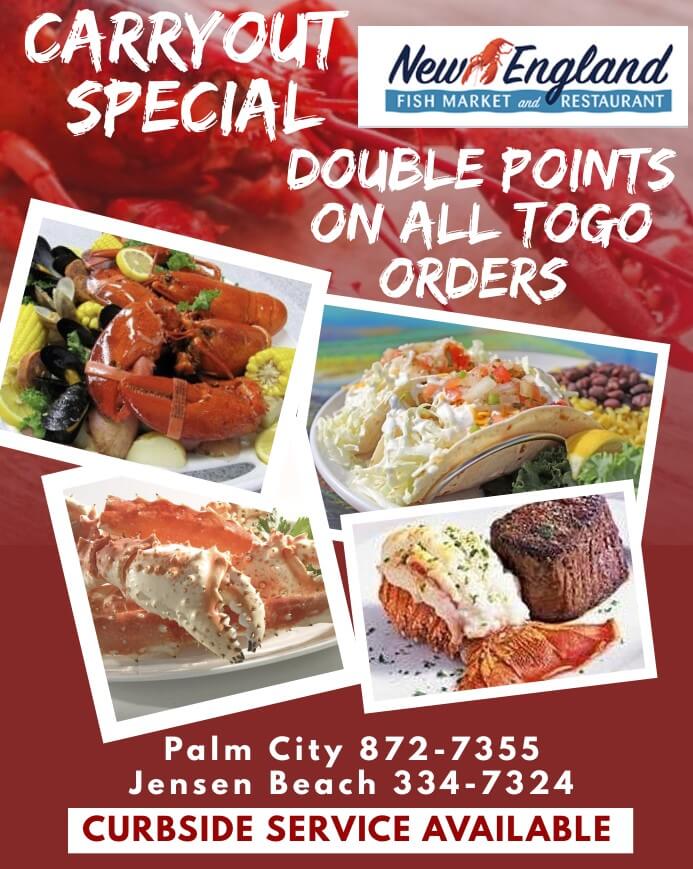 CARRYOUT
SPECIAL
New England
FISH MARKET and RESTAURANT
DOUBLE POINTS
ON ALL TOGO
ORDERS
Palm City 872-7355
Jensen Beach 334-7324
CURBSIDE SERVICE AVAILABLE